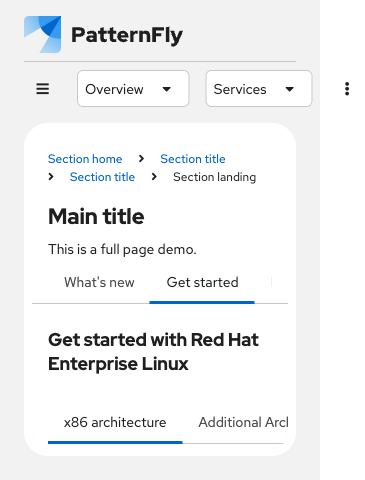 PatternFly
Overview Services
Section home Section title
Section title Section landing
Main title
This is a full page demo.
What's new Get started
Get started with Red Hat
Enterprise Linux
x86 architecture Additional